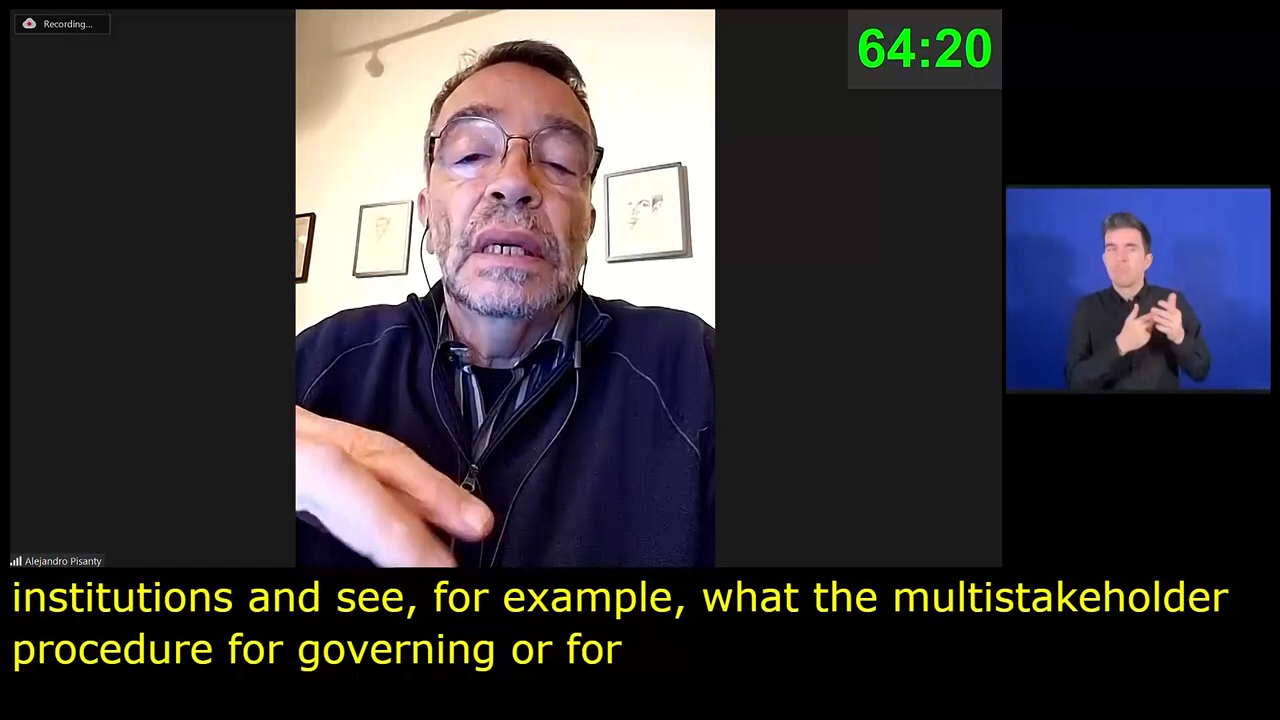 Recording...
64:20
Alejandro Pisanty
institutions and see, for example, what the multistakeholder
procedure for governing or for